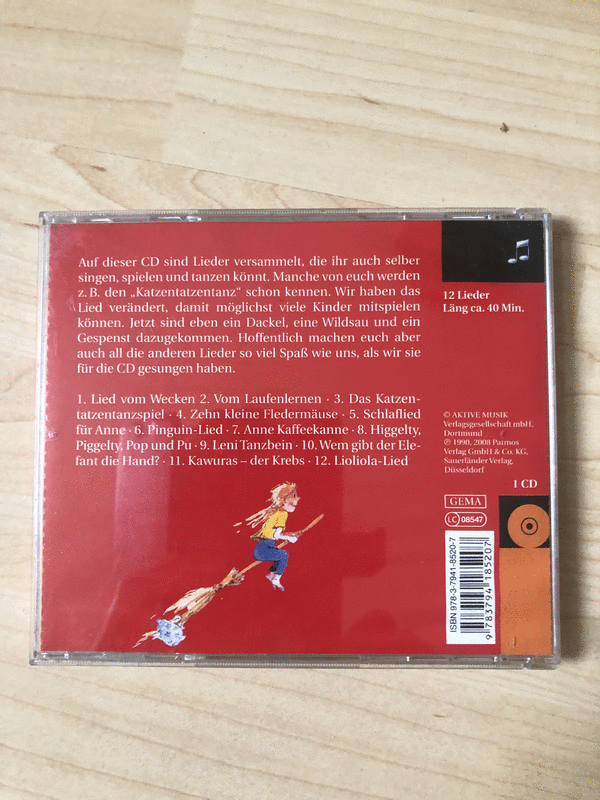 Auf dieser CD sind Lieder versammelt, die ihr auch selber
singen, spielen und tanzen könnt. Manche von euch werden
z. B. den „Katzentatzentanz“ schon kennen. Wir haben das
Lied verändert, damit möglichst viele Kinder mitspielen
können. Jetzt sind eben ein Dackel, eine Wildsau und ein
Gespenst dazugekommen. Hoffentlich machen euch aber
auch all die anderen Lieder so viel Spaß wie uns, als wir sie
für die CD gesungen haben.
1. Lied vom Wecken 2. Vom Laufenlernen · 3. Das Katzen-
tatzentanzspiel · 4. Zehn kleine Fledermäuse · 5. Schlaflied
für Anne · 6. Pinguin-Lied · 7. Anne Kaffeekanne · 8. Higgelty,
Piggelty, Pop und Pu · 9. Leni Tanzbein · 10. Wem gibt der Ele-
fant die Hand? · 11. Kawuras – der Krebs · 12. Lioliola-Lied
12 Lieder
Läng ca. 40 Min.
© AKTIVE MUSIK
Verlagsgesellschaft mbH,
Dortmund
℗ 1990, 2008 Patmos
Verlag GmbH & Co. KG,
Sauerländer Verlag,
Düsseldorf
1 CD
GEMA
LC 08547
ISBN 978-3-7941-8520-7
9 783794 185207